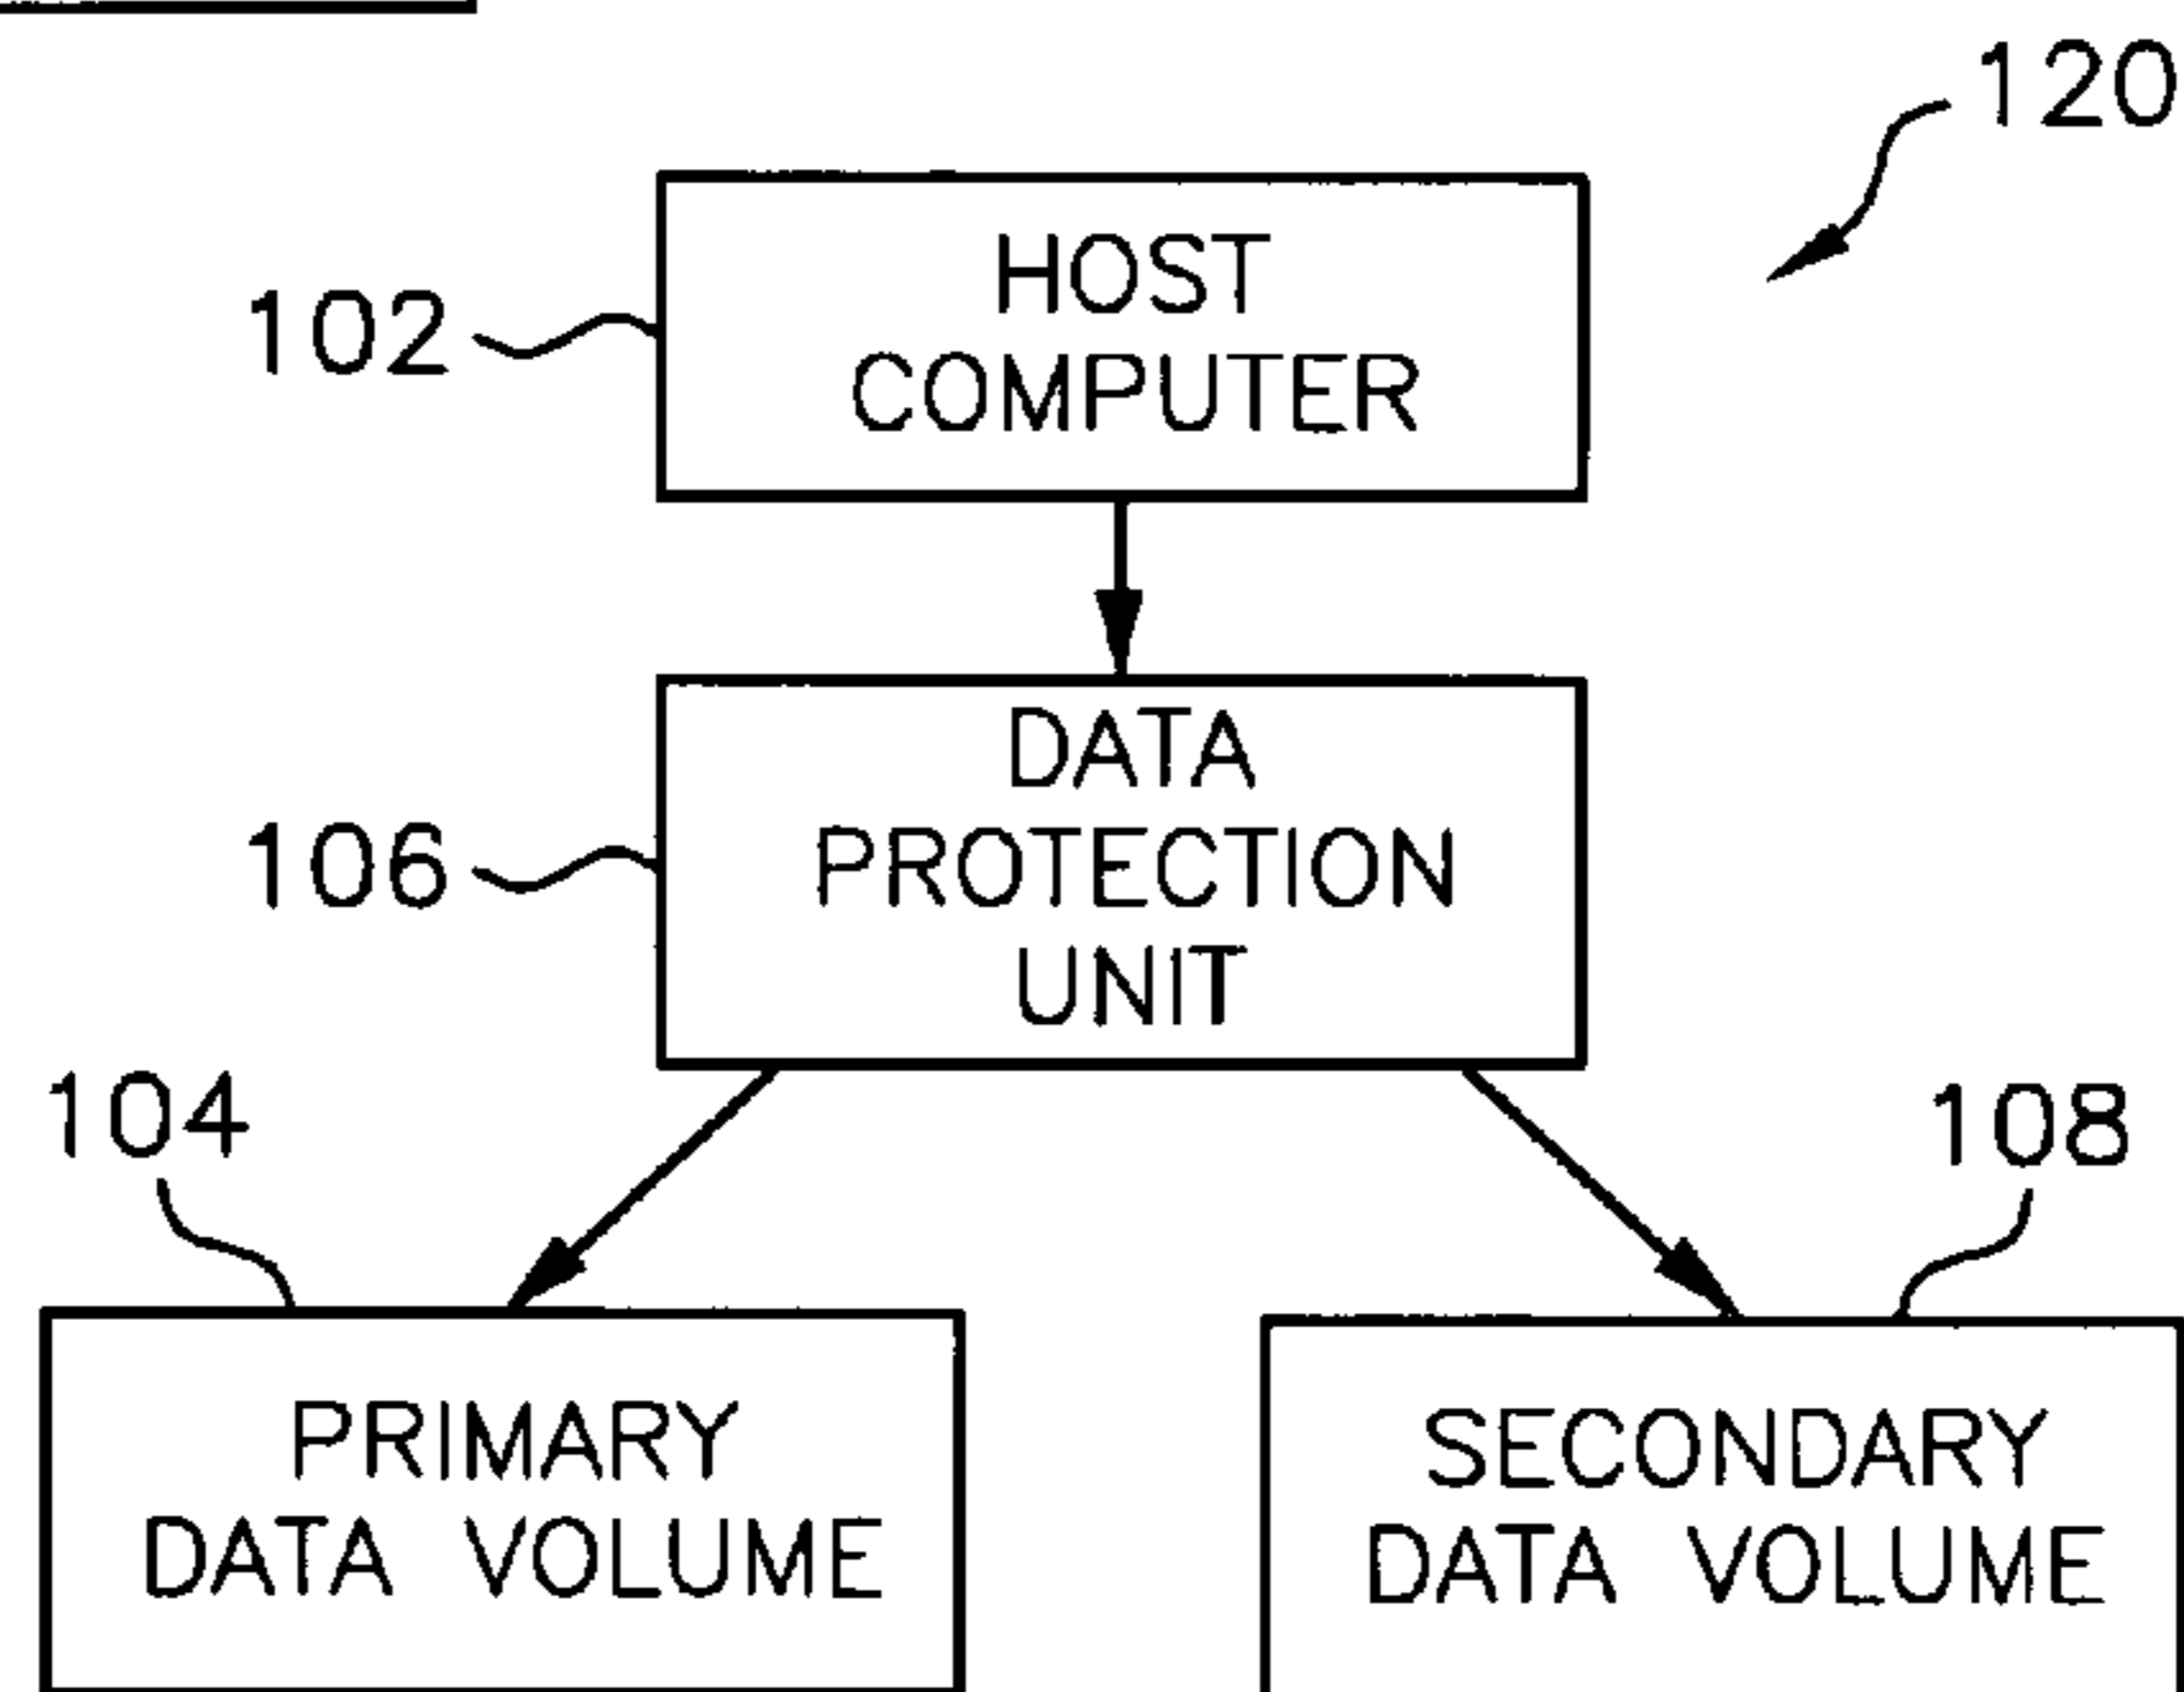 120
102
HOST
COMPUTER
106
DATA
PROTECTION
UNIT
104
108
PRIMARY
DATA VOLUME
SECONDARY
DATA VOLUME